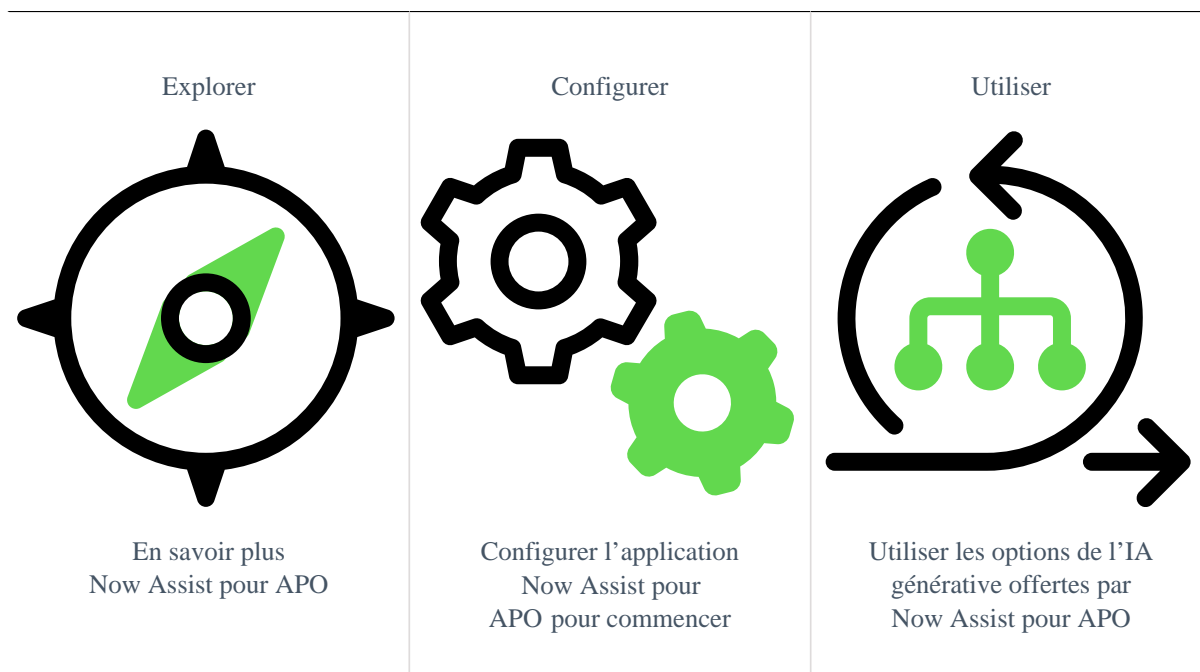 Explorer
Configurer
Utiliser
En savoir plus
Now Assist pour APO
Configurer l’application
Now Assist pour
APO pour commencer
Utiliser les options de l’IA
générative offertes par
Now Assist pour APO